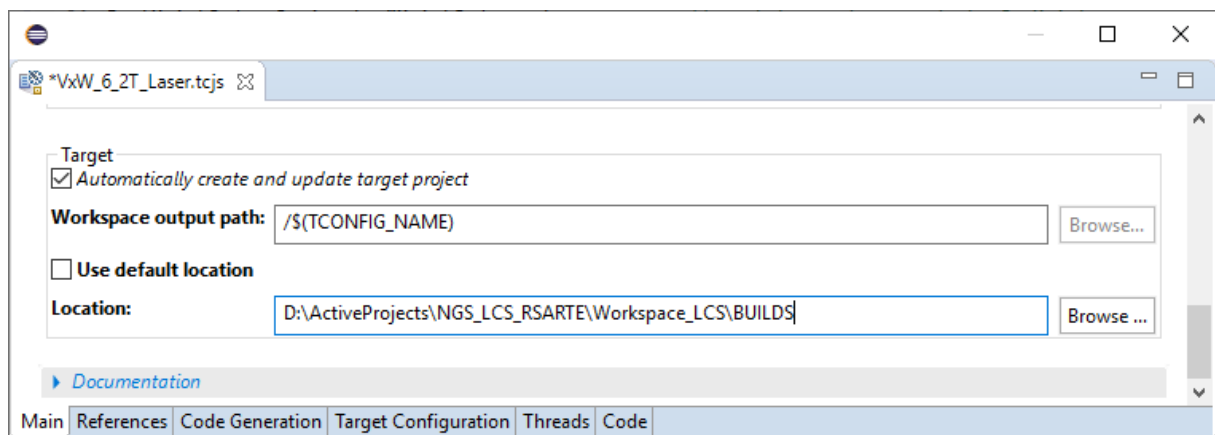 *VxW_6_2T_Laser.tcjs
Target
Automatically create and update target project
Workspace output path: /$(TCONFIG_NAME) Browse...
Use default location
Location: D:\ActiveProjects\NGS_LCS_RSARTE\Workspace_LCS\BUILDS Browse ...
Documentation
Main References Code Generation Target Configuration Threads Code